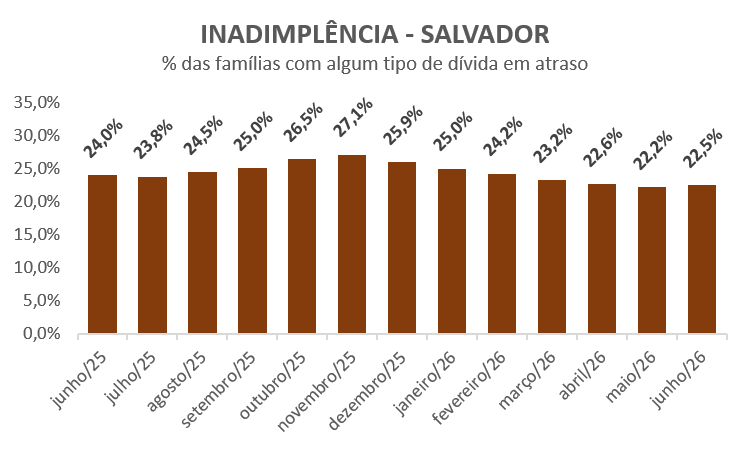 INADIMPLÊNCIA - SALVADOR
% das famílias com algum tipo de dívida em atraso
35,0%
30,0%
25,0%
20,0%
15,0%
10,0%
5,0%
0,0%
24,0%
23,8%
24,5%
25,0%
26,5%
27,1%
25,9%
25,0%
24,2%
23,2%
22,6%
22,2%
22,5%
junho/25
julho/25
agosto/25
setembro/25
outubro/25
novembro/25
dezembro/25
janeiro/26
fevereiro/26
março/26
abril/26
maio/26
junho/26